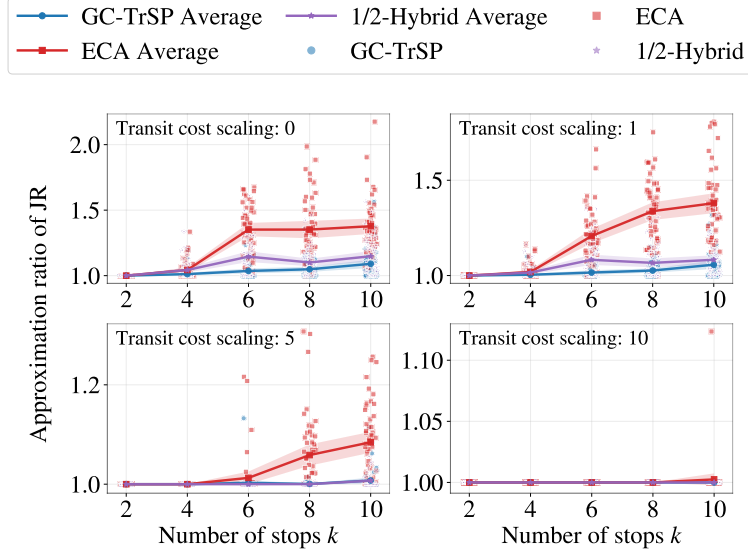 GC-TrSP Average
1/2-Hybrid Average
ECA
ECA Average
GC-TrSP
1/2-Hybrid
Approximation ratio of JR
Transit cost scaling: 0
2.0
1.5
1.0
2 4 6 8 10
Transit cost scaling: 1
1.5
1.0
2 4 6 8 10
Transit cost scaling: 5
1.2
1.0
2 4 6 8 10
Number of stops k
Transit cost scaling: 10
1.10
1.05
1.00
2 4 6 8 10
Number of stops k